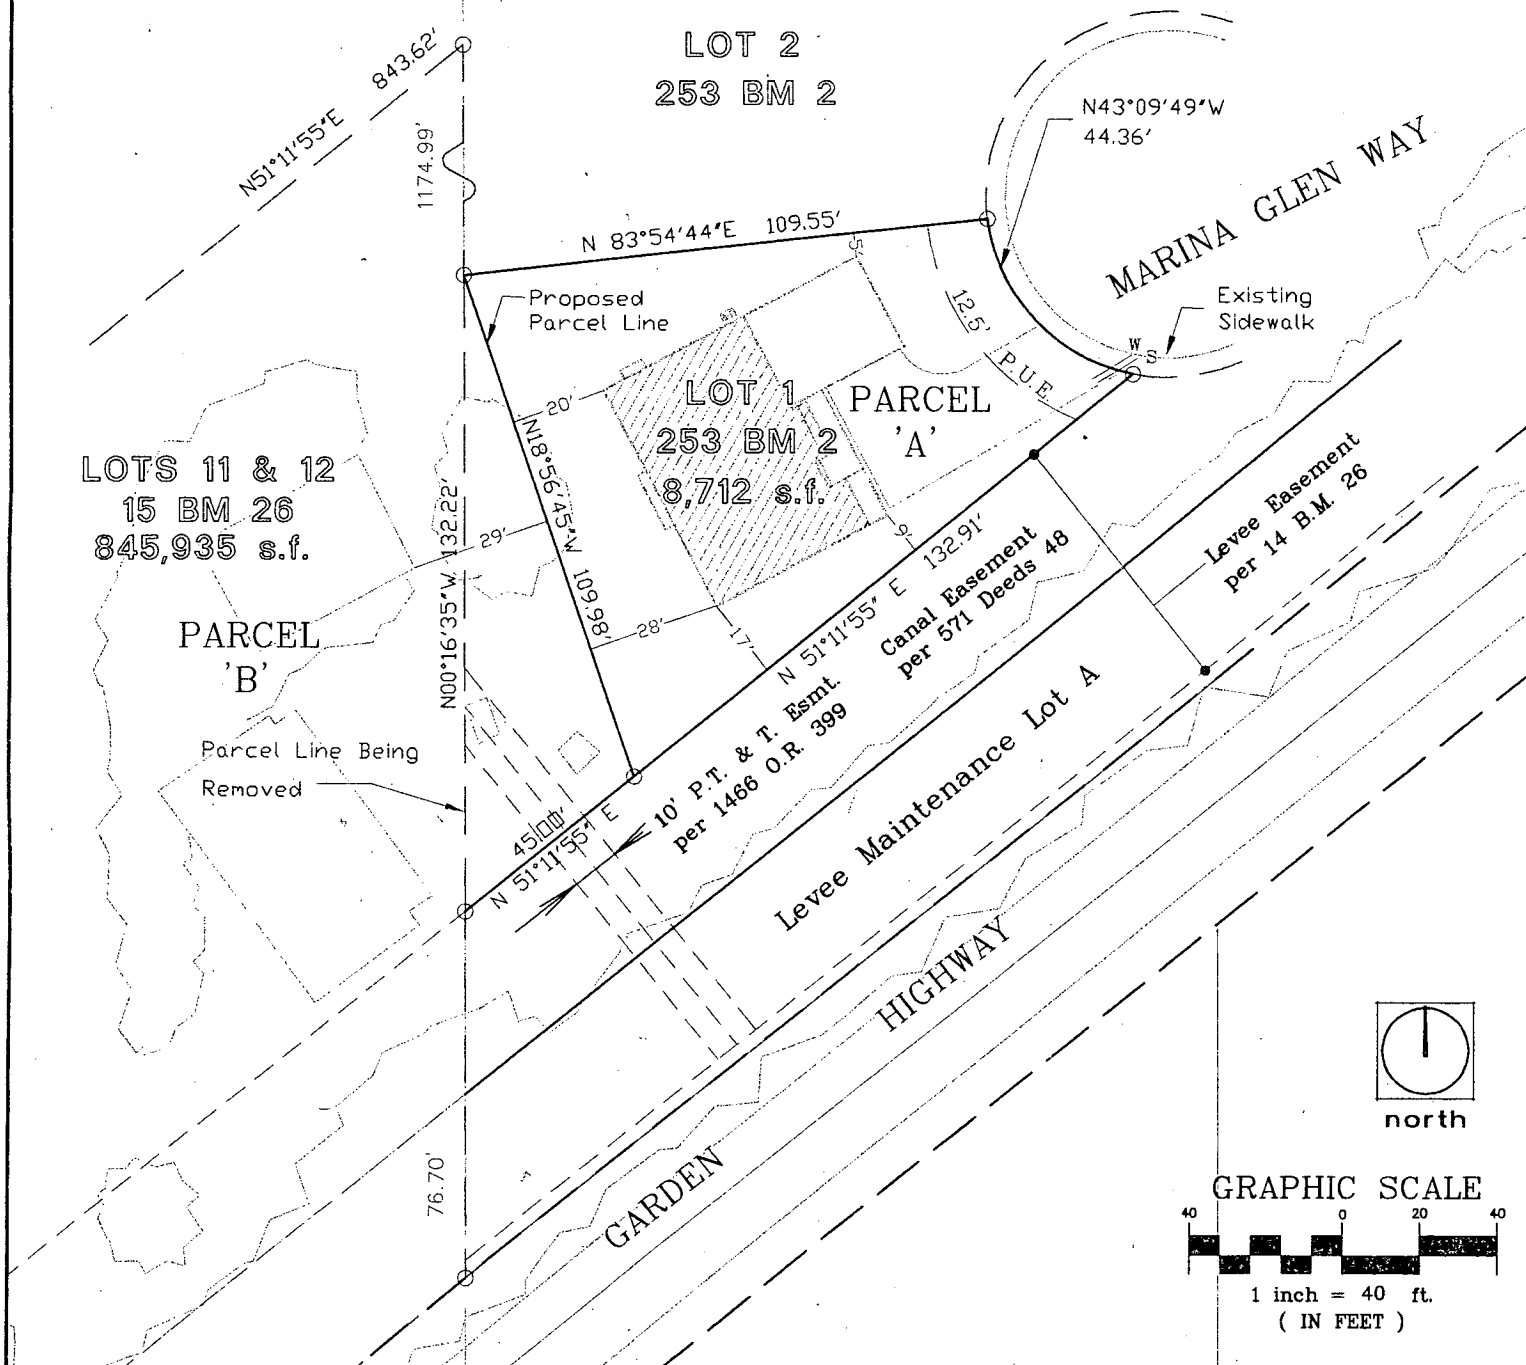 LOT 2
253 BM 2
N51°11'55"E 843.62'
1174.99'
N43°09'49"W
44.36'
MARINA GLEN WAY
N 83°54'44"E 109.55'
5'
Proposed
Parcel Line
12.5'
P.U.E.
Existing
Sidewalk
W
S
20'
LOT 1
253 BM 2
8,712 s.f.
PARCEL
'A'
LOTS 11 & 12
15 BM 26
845,935 s.f.
N18°56'45"W 109.98'
N00°16'35"W 132.22'
29'
28'
17'
9'
N 51°11'55" E 132.91'
Canal Easement
per 571 Deeds 48
Levee Easement
per 14 B.M. 26
PARCEL
'B'
Parcel Line Being
Removed
10' P.T. & T. Esmt.
per 1466 O.R. 399
N 51°11'55" E
Levee Maintenance Lot A
GARDEN HIGHWAY
76.70'
north
GRAPHIC SCALE
40 0 20 40
1 inch = 40 ft.
( IN FEET )